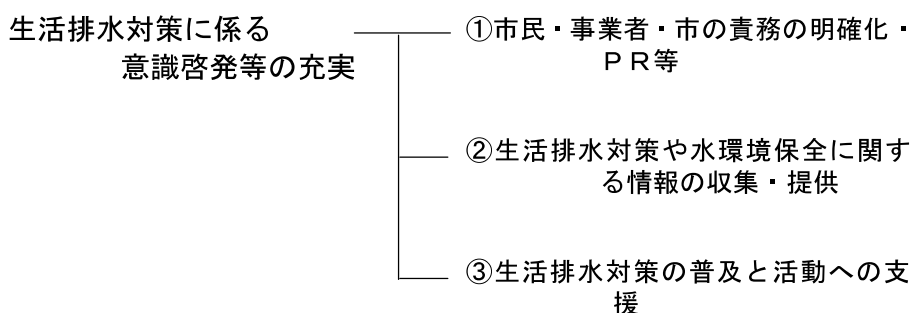 生活排水対策に係る
意識啓発等の充実
①市民・事業者・市の責務の明確化・
ＰＲ等
②生活排水対策や水環境保全に関す
る情報の収集・提供
③生活排水対策の普及と活動への支
援